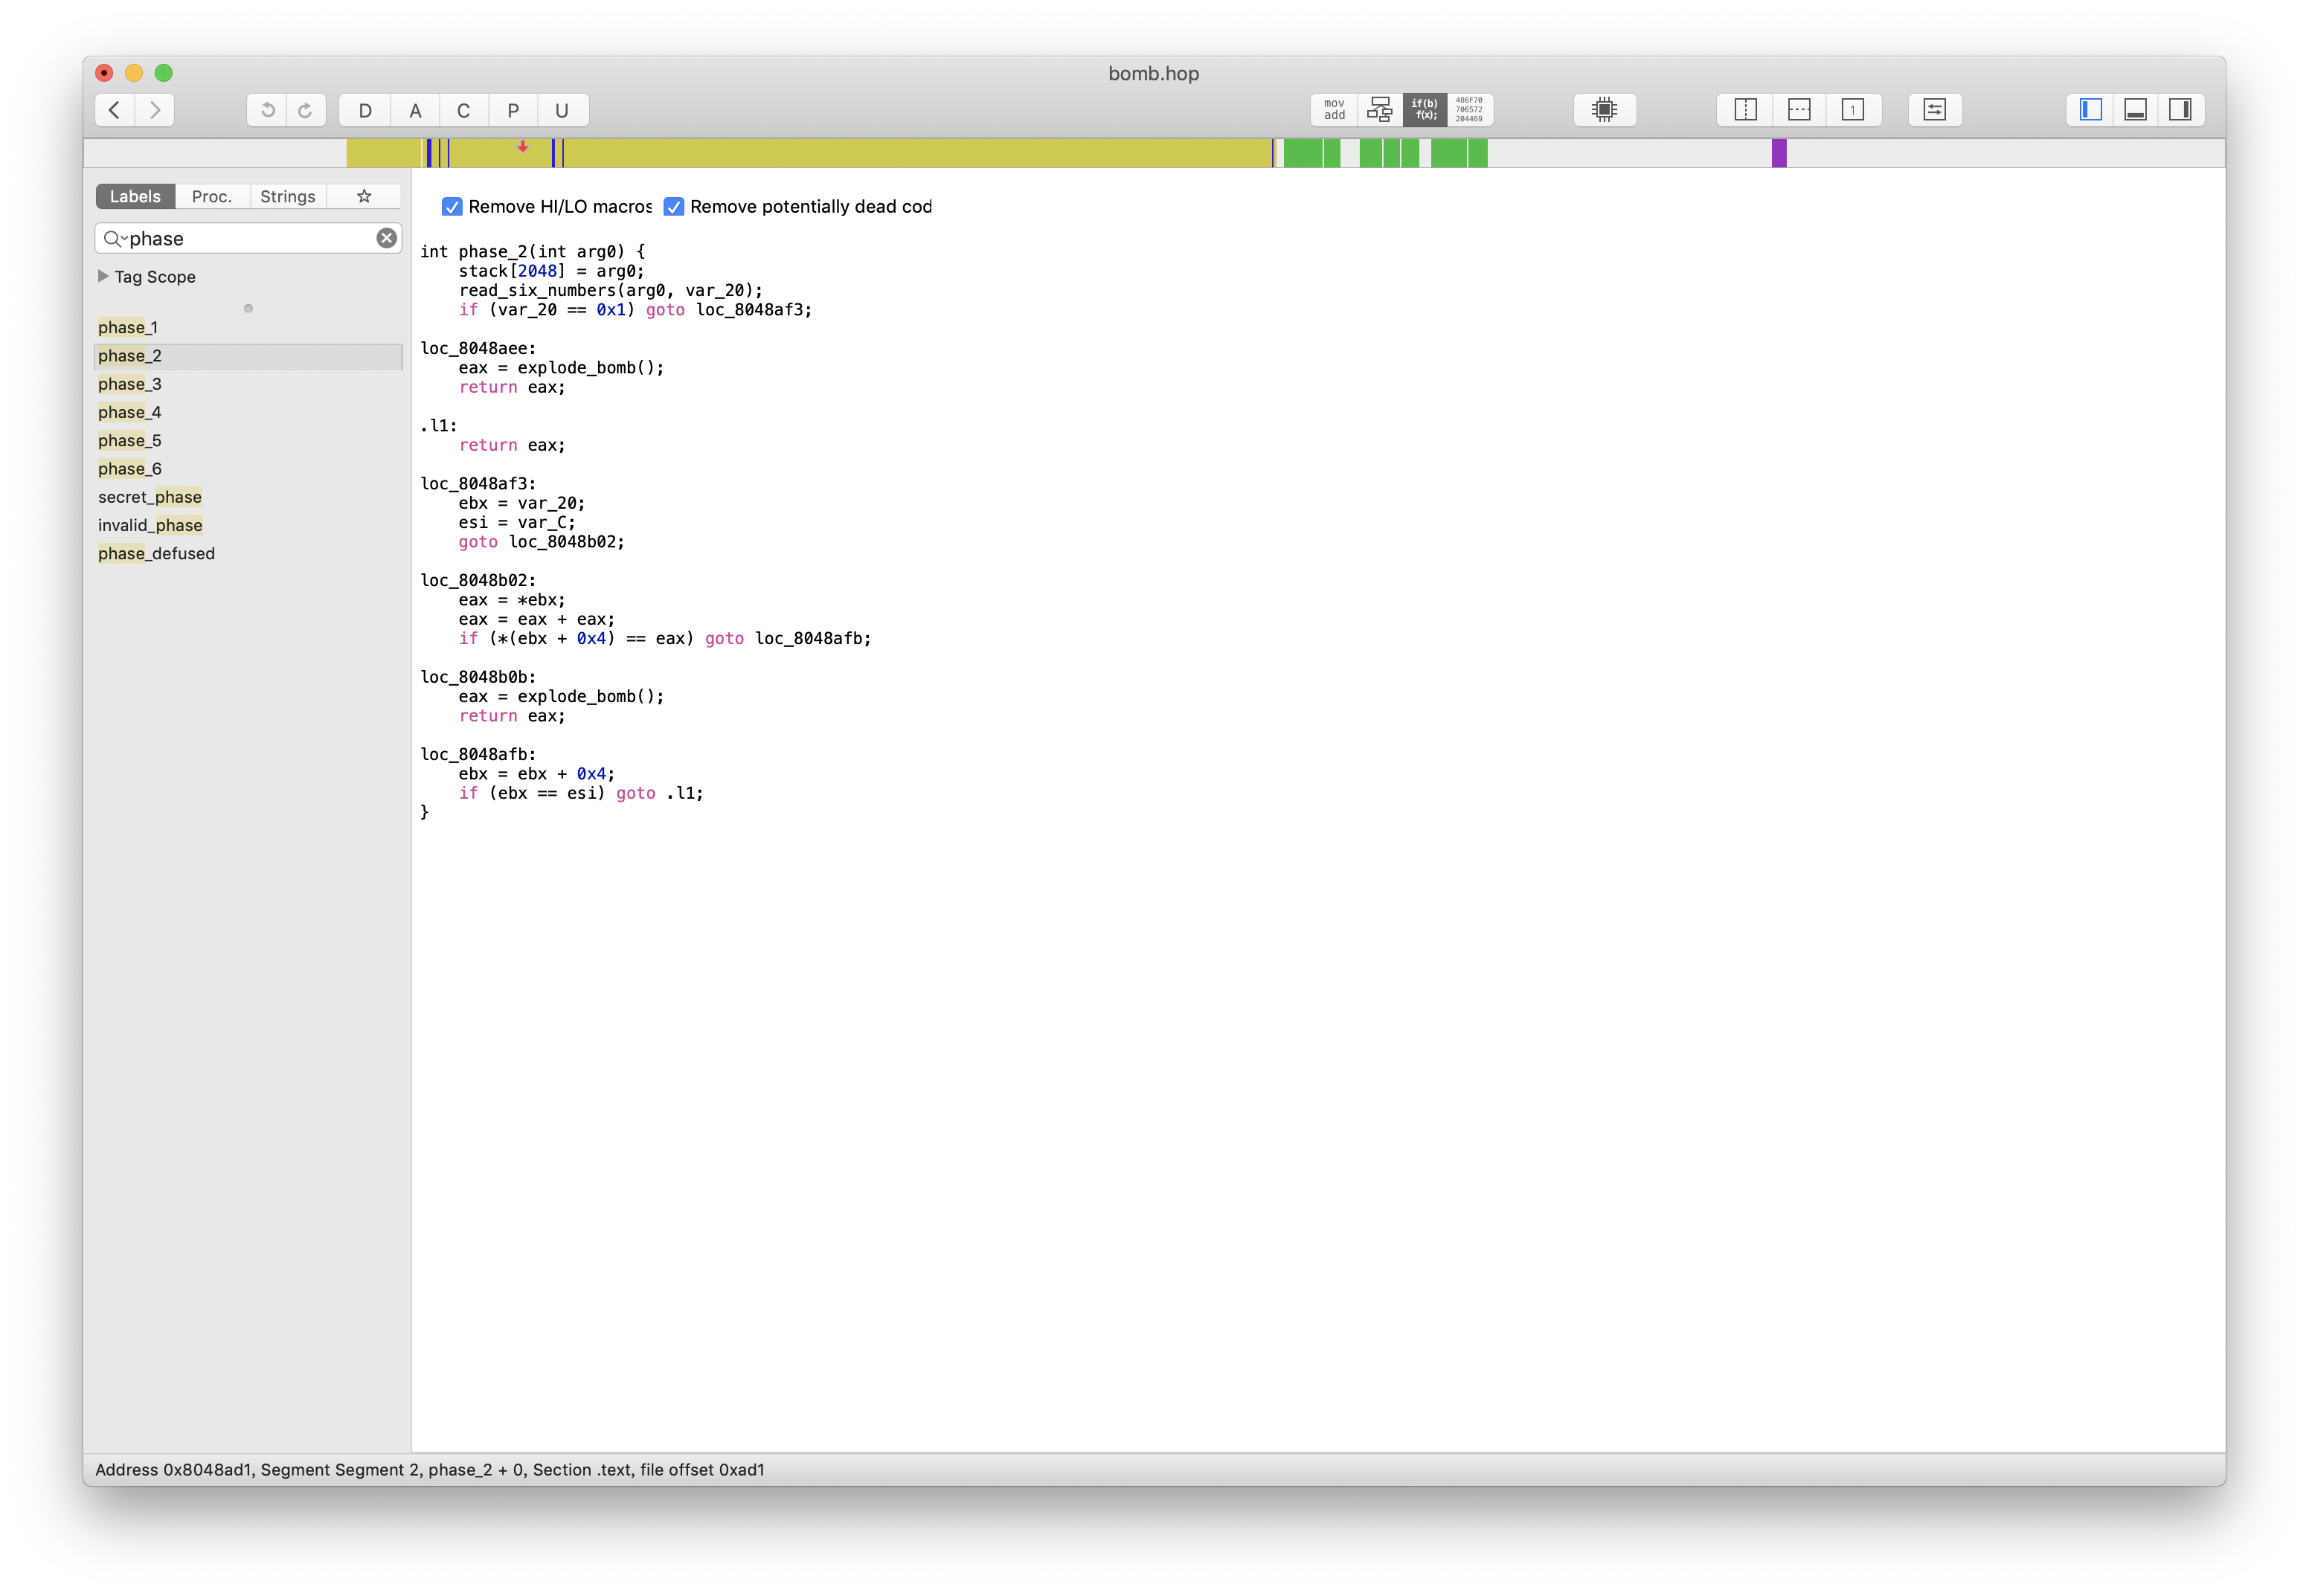 bomb.hop
D A C P U
mov
add
if(b)
f(x);
486F70
706572
204469
1
Labels Proc. Strings
phase
Tag Scope
phase_1
phase_2
phase_3
phase_4
phase_5
phase_6
secret_phase
invalid_phase
phase_defused
Remove HI/LO macros Remove potentially dead cod
int phase_2(int arg0) {
    stack[2048] = arg0;
    read_six_numbers(arg0, var_20);
    if (var_20 == 0x1) goto loc_8048af3;
loc_8048aee:
    eax = explode_bomb();
    return eax;
.l1:
    return eax;
loc_8048af3:
    ebx = var_20;
    esi = var_C;
    goto loc_8048b02;
loc_8048b02:
    eax = *ebx;
    eax = eax + eax;
    if (*(ebx + 0x4) == eax) goto loc_8048afb;
loc_8048b0b:
    eax = explode_bomb();
    return eax;
loc_8048afb:
    ebx = ebx + 0x4;
    if (ebx == esi) goto .l1;
}
Address 0x8048ad1, Segment Segment 2, phase_2 + 0, Section .text, file offset 0xad1